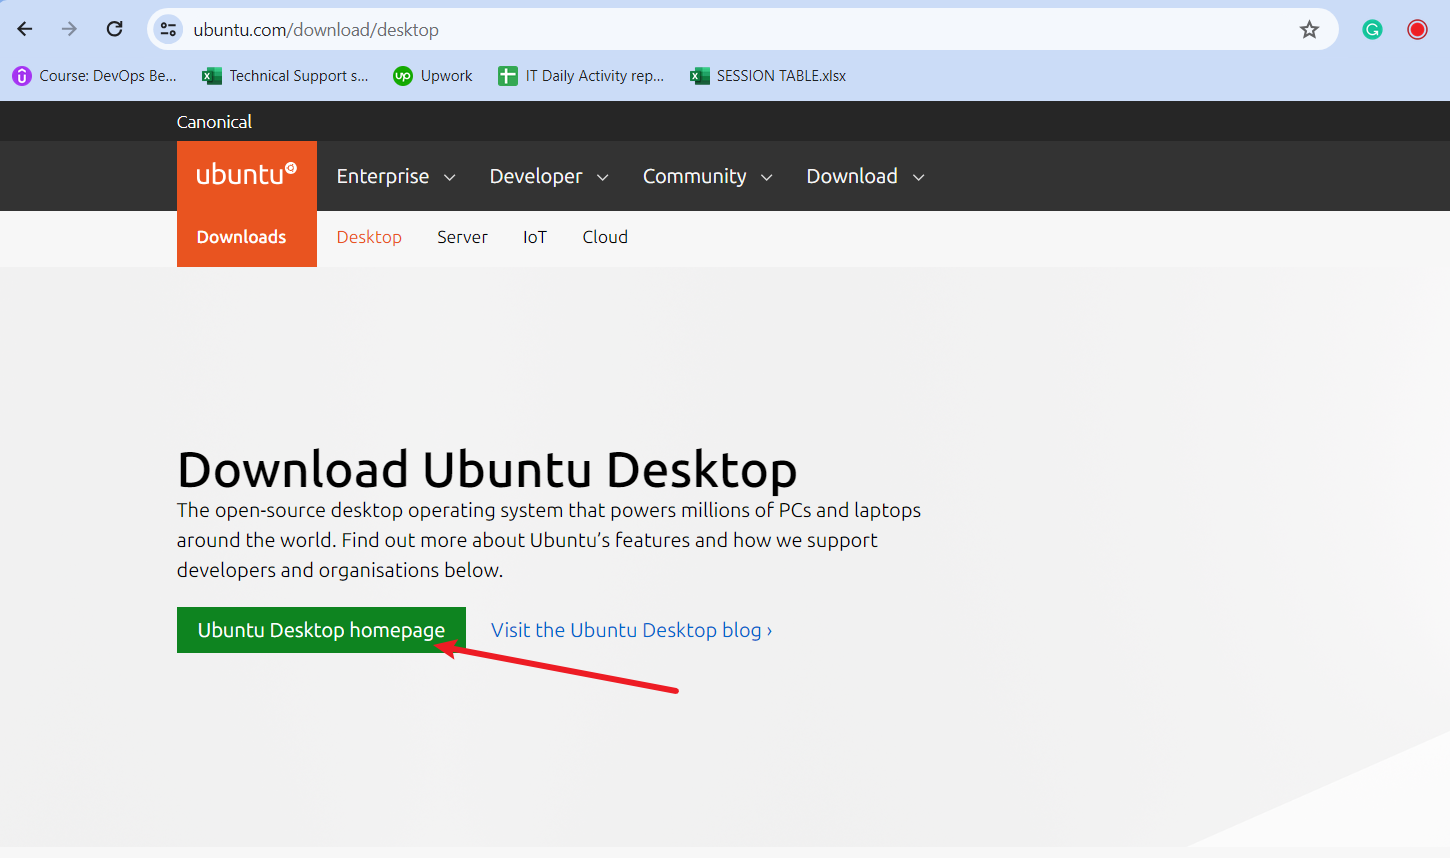 ubuntu.com/download/desktop
Course: DevOps Be... Technical Support s... up Upwork IT Daily Activity rep... SESSION TABLE.xlsx
Canonical
ubuntu Enterprise Developer Community Download
Downloads Desktop Server IoT Cloud
Download Ubuntu Desktop
The open-source desktop operating system that powers millions of PCs and laptops
around the world. Find out more about Ubuntu’s features and how we support
developers and organisations below.
Ubuntu Desktop homepage Visit the Ubuntu Desktop blog ›